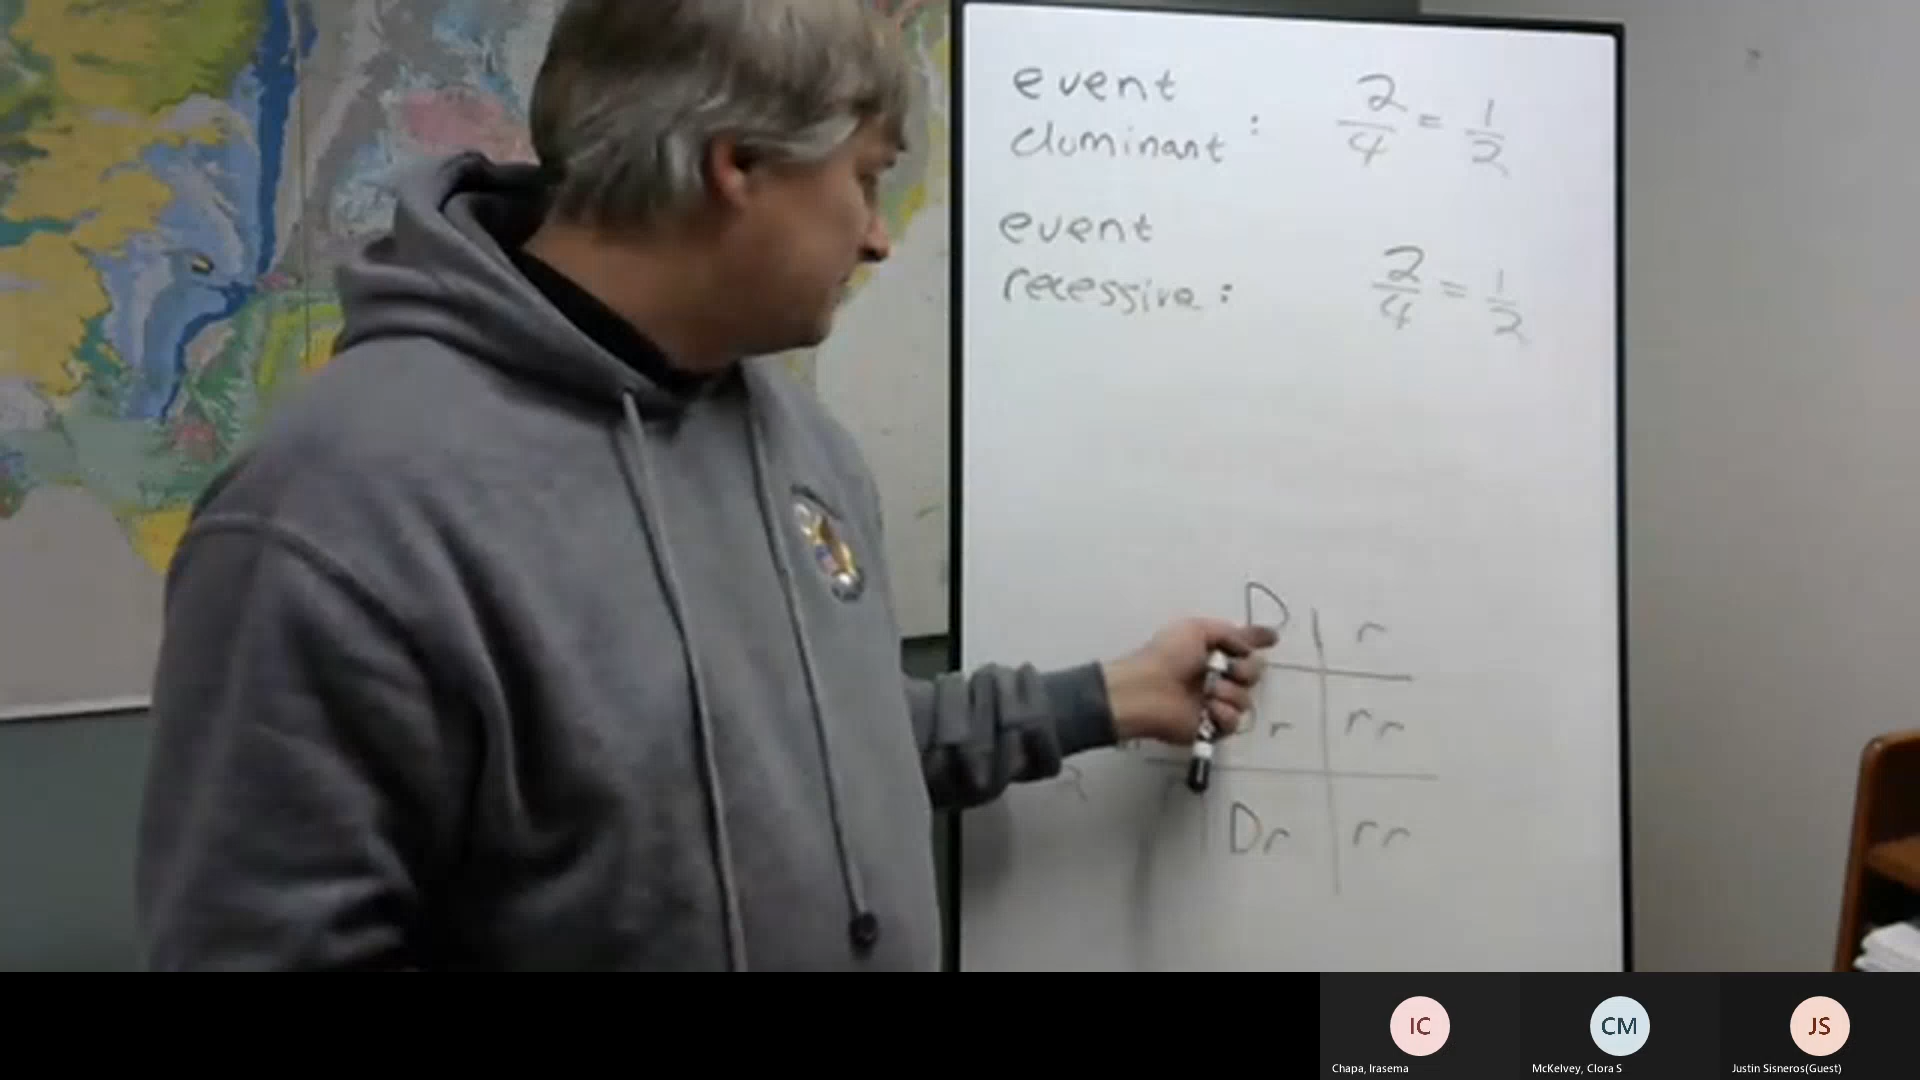 event
dominant :
2/4 = 1/2
event
recessive :
2/4 = 1/2
D r
r rr
Dr rr
IC CM JS
Chapa, Irasema McKelvey, Clora S Justin Sisneros(Guest)